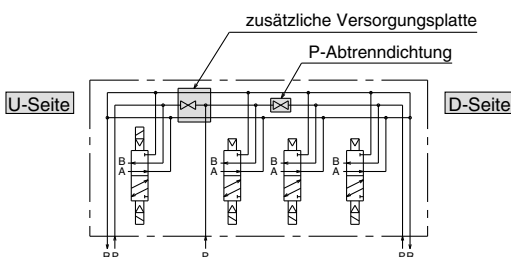 zusätzliche Versorgungsplatte
P-Abtrenndichtung
U-Seite
D-Seite
B B B B
A A A A
R P P P R